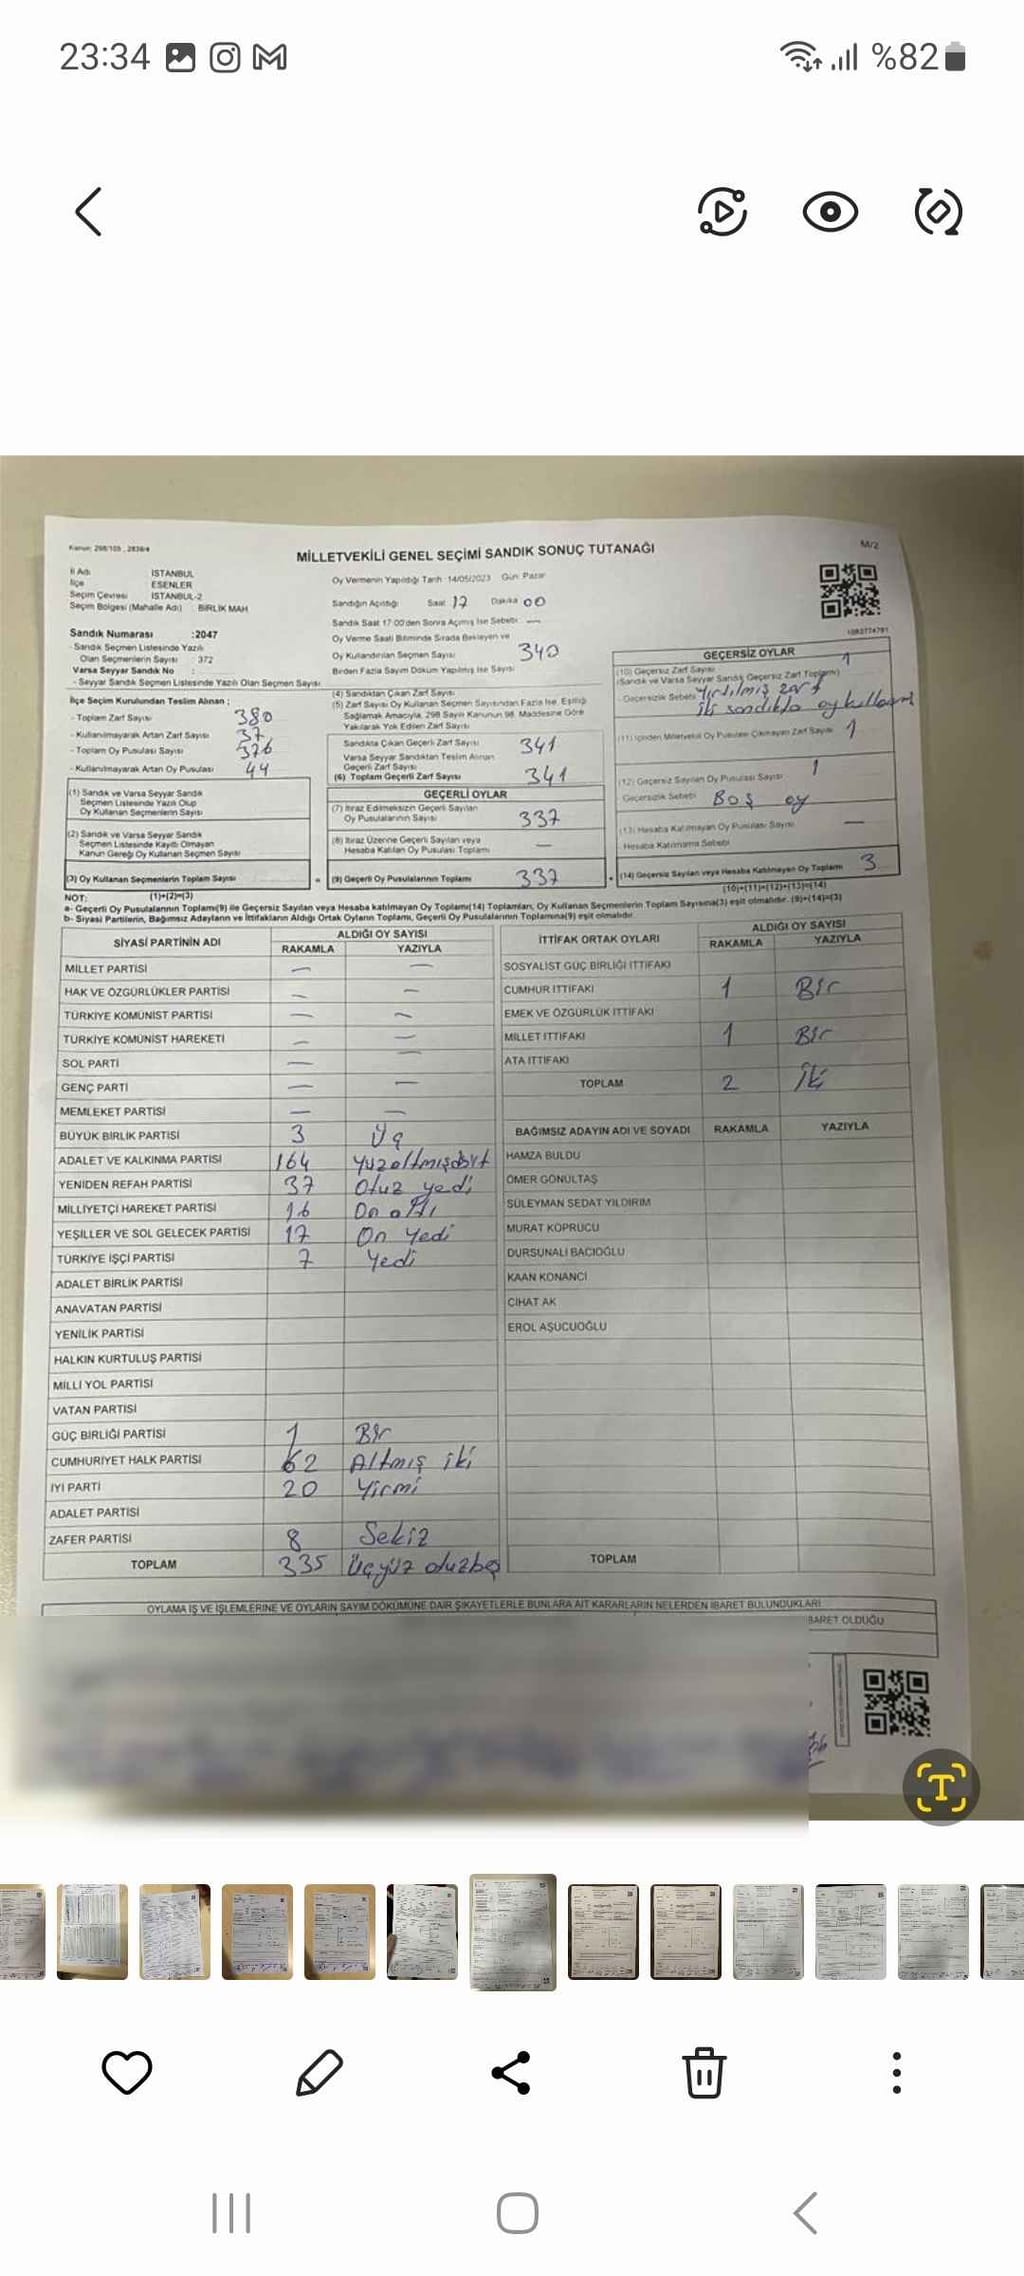 23:34
%82
Kanun: 298/105 , 2839/4
MİLLETVEKİLİ GENEL SEÇİMİ SANDIK SONUÇ TUTANAĞI
M/2
İl Adı İSTANBUL
İlçe ESENLER
Seçim Çevresi İSTANBUL-2
Seçim Bölgesi (Mahalle Adı) : BİRLİK MAH
Sandık Numarası :2047
- Sandık Seçmen Listesinde Yazılı
Olan Seçmenlerin Sayısı : 372
Varsa Seyyar Sandık No :
- Seyyar Sandık Seçmen Listesinde Yazılı Olan Seçmen Sayısı
İlçe Seçim Kurulundan Teslim Alınan ;
- Toplam Zarf Sayısı 380
- Kullanılmayarak Artan Zarf Sayısı 37
- Toplam Oy Pusulası Sayısı
- Kullanılmayarak Artan Oy Pusulası 44
(1) Sandık ve Varsa Seyyar Sandık
Seçmen Listesinde Yazılı Olup
Oy Kullanan Seçmenlerin Sayısı
(2) Sandık ve Varsa Seyyar Sandık
Seçmen Listesinde Kayıtlı Olmayan
Kanun Gereği Oy Kullanan Seçmen Sayısı
(3) Oy Kullanan Seçmenlerin Toplam Sayısı
Oy Vermenin Yapıldığı Tarih :14/05/2023 Gün: Pazar
Sandığın Açıldığı Saat 17 Dakika 00
Sandık Saat 17:00'den Sonra Açılmış İse Sebebi: —
Oy Verme Saati Bitiminde Sırada Bekleyen ve
Oy Kullandırılan Seçmen Sayısı 340
Birden Fazla Sayım Döküm Yapılmış İse Sayısı
(4) Sandıktan Çıkan Zarf Sayısı
(5) Zarf Sayısı Oy Kullanan Seçmen Sayısından Fazla İse, Eşitliği
Sağlamak Amacıyla, 298 Sayılı Kanunun 98. Maddesine Göre
Yakılarak Yok Edilen Zarf Sayısı
Sandıkta Çıkan Geçerli Zarf Sayısı 341
Varsa Seyyar Sandıktan Teslim Alınan
Geçerli Zarf Sayısı
(6) Toplam Geçerli Zarf Sayısı 341
GEÇERLİ OYLAR
(7) İtiraz Edilmeksizin Geçerli Sayılan
Oy Pusulalarının Sayısı 337
(8) İtiraz Üzerine Geçerli Sayılan veya
Hesaba Katılan Oy Pusulası Toplamı —
= (9) Geçerli Oy Pusulalarının Toplamı 337
GEÇERSİZ OYLAR
(10) Geçersiz Zarf Sayısı 1
(Sandık ve Varsa Seyyar Sandık Geçersiz Zarf Toplamı)
Geçersizlik Sebebi Yırtılmış zarf
iki sandıkta oy kullanmış
(11) İçinden Milletvekili Oy Pusulası Çıkmayan Zarf Sayısı 1
(12) Geçersiz Sayılan Oy Pusulası Sayısı 1
Geçersizlik Sebebi Boş oy
(13) Hesaba Katılmayan Oy Pusulası Sayısı —
Hesaba Katılmama Sebebi
+ (14) Geçersiz Sayılan veya Hesaba Katılmayan Oy Toplamı 3
NOT: (1)+(2)=(3) (10)+(11)+(12)+(13)=(14)
a- Geçerli Oy Pusulalarının Toplamı(9) ile Geçersiz Sayılan veya Hesaba katılmayan Oy Toplamı(14) Toplamları, Oy Kullanan Seçmenlerin Toplam Sayısına(3) eşit olmalıdır. (9)+(14)=(3)
b- Siyasi Partilerin, Bağımsız Adayların ve İttifakların Aldığı Ortak Oyların Toplamı, Geçerli Oy Pusulalarının Toplamına(9) eşit olmalıdır.
SİYASİ PARTİNİN ADI ALDIĞI OY SAYISI
RAKAMLA YAZIYLA
MİLLET PARTİSİ — —
HAK VE ÖZGÜRLÜKLER PARTİSİ — —
TÜRKİYE KOMÜNİST PARTİSİ — —
TÜRKİYE KOMÜNİST HAREKETİ — —
SOL PARTİ — —
GENÇ PARTİ — —
MEMLEKET PARTİSİ — —
BÜYÜK BİRLİK PARTİSİ 3 Üç
ADALET VE KALKINMA PARTİSİ 164 Yüzaltmışdört
YENİDEN REFAH PARTİSİ 37 Otuz yedi
MİLLİYETÇİ HAREKET PARTİSİ 16 On altı
YEŞİLLER VE SOL GELECEK PARTİSİ 17 On Yedi
TÜRKİYE İŞÇİ PARTİSİ 7 Yedi
ADALET BİRLİK PARTİSİ
ANAVATAN PARTİSİ
YENİLİK PARTİSİ
HALKIN KURTULUŞ PARTİSİ
MİLLİ YOL PARTİSİ
VATAN PARTİSİ
GÜÇ BİRLİĞİ PARTİSİ 1 Bir
CUMHURİYET HALK PARTİSİ 62 Altmış iki
İYİ PARTİ 20 Yirmi
ADALET PARTİSİ
ZAFER PARTİSİ 8 Sekiz
TOPLAM 335 Üçyüz otuzbeş
İTTİFAK ORTAK OYLARI ALDIĞI OY SAYISI
RAKAMLA YAZIYLA
SOSYALİST GÜÇ BİRLİĞİ İTTİFAKI
CUMHUR İTTİFAKI 1 Bir
EMEK VE ÖZGÜRLÜK İTTİFAKI
MİLLET İTTİFAKI 1 Bir
ATA İTTİFAKI
TOPLAM 2 İki
BAĞIMSIZ ADAYIN ADI VE SOYADI RAKAMLA YAZIYLA
HAMZA BULDU
ÖMER GÖNÜLTAŞ
SÜLEYMAN SEDAT YILDIRIM
MURAT KÖPRÜCÜ
DURSUNALİ BACIOĞLU
KAAN KONANCI
CİHAT AK
EROL AŞUCUOĞLU
TOPLAM
OYLAMA İŞ VE İŞLEMLERİNE VE OYLARIN SAYIM DÖKÜMÜNE DAİR ŞİKAYETLERLE BUNLARA AİT KARARLARIN NELERDEN İBARET BULUNDUKLARI
BARET OLDUĞU
T